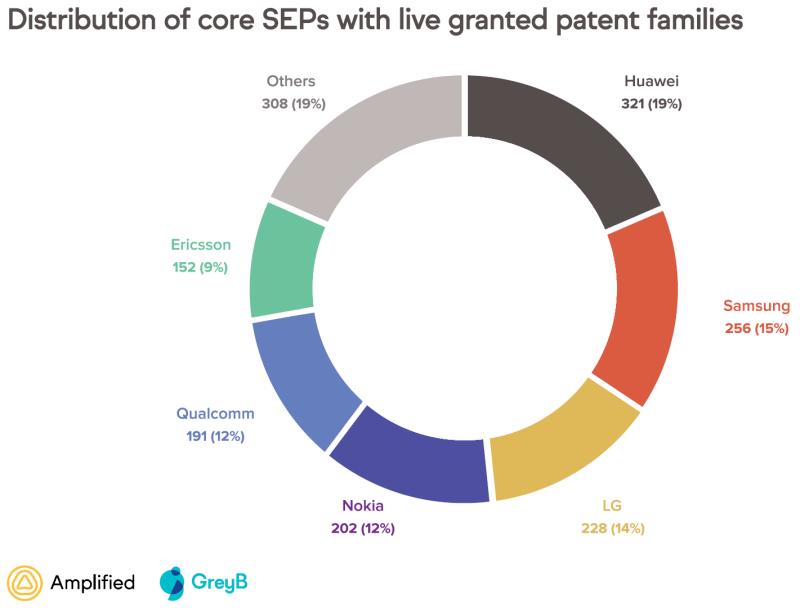 Distribution of core SEPs with live granted patent families
Others
308 (19%)
Huawei
321 (19%)
Ericsson
152 (9%)
Samsung
256 (15%)
Qualcomm
191 (12%)
Nokia
202 (12%)
LG
228 (14%)
Amplified
GreyB